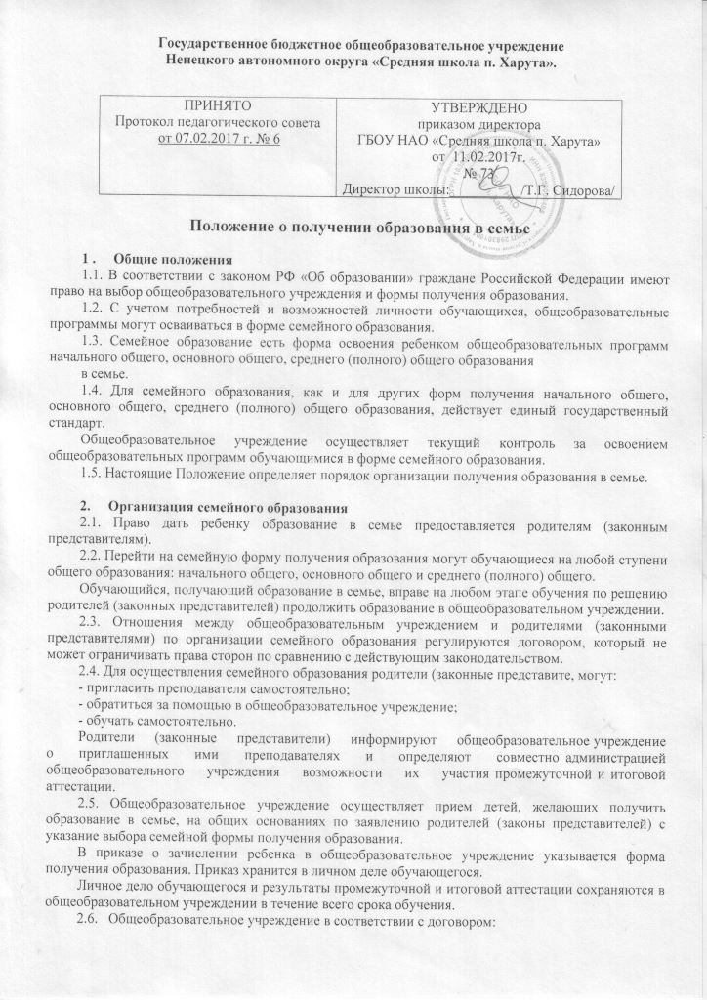 Государственное бюджетное общеобразовательное учреждение
Ненецкого автономного округа «Средняя школа п. Харута».
ПРИНЯТО
Протокол педагогического совета
от 07.02.2017 г. № 6
УТВЕРЖДЕНО
приказом директора
ГБОУ НАО «Средняя школа п. Харута»
от 11.02.2017г.
№ 73
Директор школы: /Т.Г. Сидорова/
Положение о получении образования в семье
1 . Общие положения
1.1. В соответствии с законом РФ «Об образовании» граждане Российской Федерации имеют
право на выбор общеобразовательного учреждения и формы получения образования.
1.2. С учетом потребностей и возможностей личности обучающихся, общеобразовательные
программы могут осваиваться в форме семейного образования.
1.3. Семейное образование есть форма освоения ребенком общеобразовательных программ
начального общего, основного общего, среднего (полного) общего образования
в семье.
1.4. Для семейного образования, как и для других форм получения начального общего,
основного общего, среднего (полного) общего образования, действует единый государственный
стандарт.
Общеобразовательное учреждение осуществляет текущий контроль за освоением
общеобразовательных программ обучающимися в форме семейного образования.
1.5. Настоящие Положение определяет порядок организации получения образования в семье.
2. Организация семейного образования
2.1. Право дать ребенку образование в семье предоставляется родителям (законным
представителям).
2.2. Перейти на семейную форму получения образования могут обучающиеся на любой ступени
общего образования: начального общего, основного общего и среднего (полного) общего.
Обучающийся, получающий образование в семье, вправе на любом этапе обучения по решению
родителей (законных представителей) продолжить образование в общеобразовательном учреждении.
2.3. Отношения между общеобразовательным учреждением и родителями (законными
представителями) по организации семейного образования регулируются договором, который не
может ограничивать права сторон по сравнению с действующим законодательством.
2.4. Для осуществления семейного образования родители (законные представите, могут:
- пригласить преподавателя самостоятельно;
- обратиться за помощью в общеобразовательное учреждение;
- обучать самостоятельно.
Родители (законные представители) информируют общеобразовательное учреждение
о приглашенных ими преподавателях и определяют совместно администрацией
общеобразовательного учреждения возможности их участия промежуточной и итоговой
аттестации.
2.5. Общеобразовательное учреждение осуществляет прием детей, желающих получить
образование в семье, на общих основаниях по заявлению родителей (законы представителей) с
указание выбора семейной формы получения образования.
В приказе о зачислении ребенка в общеобразовательное учреждение указывается форма
получения образования. Приказ хранится в личном деле обучающегося.
Личное дело обучающегося и результаты промежуточной и итоговой аттестации сохраняются в
общеобразовательном учреждении в течение всего срока обучения.
2.6. Общеобразовательное учреждение в соответствии с договором: